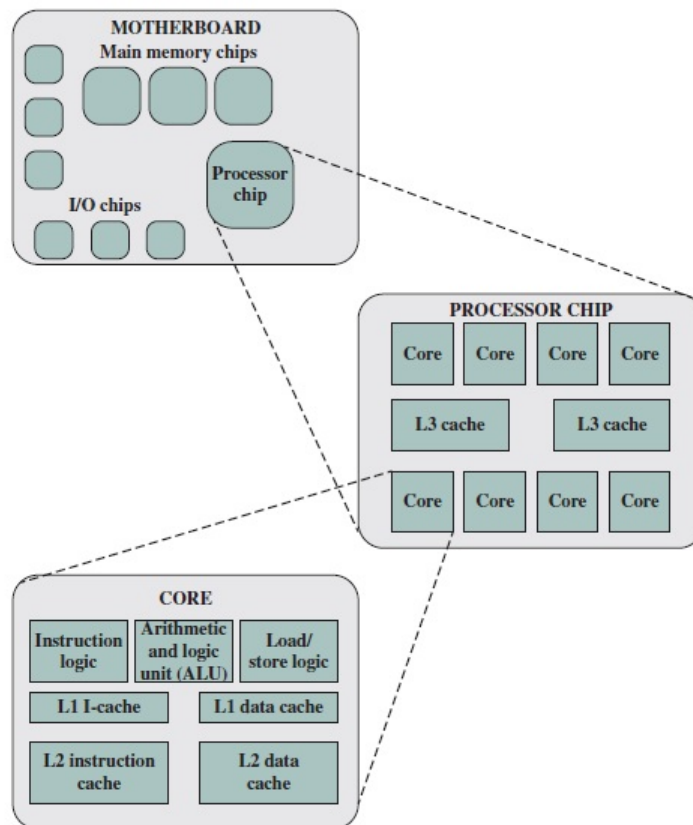 MOTHERBOARD
Main memory chips
Processor
chip
I/O chips
PROCESSOR CHIP
Core
Core
Core
Core
L3 cache
L3 cache
Core
Core
Core
Core
CORE
Instruction
logic
Arithmetic
and logic
unit (ALU)
Load/
store logic
L1 I-cache
L1 data cache
L2 instruction
cache
L2 data
cache